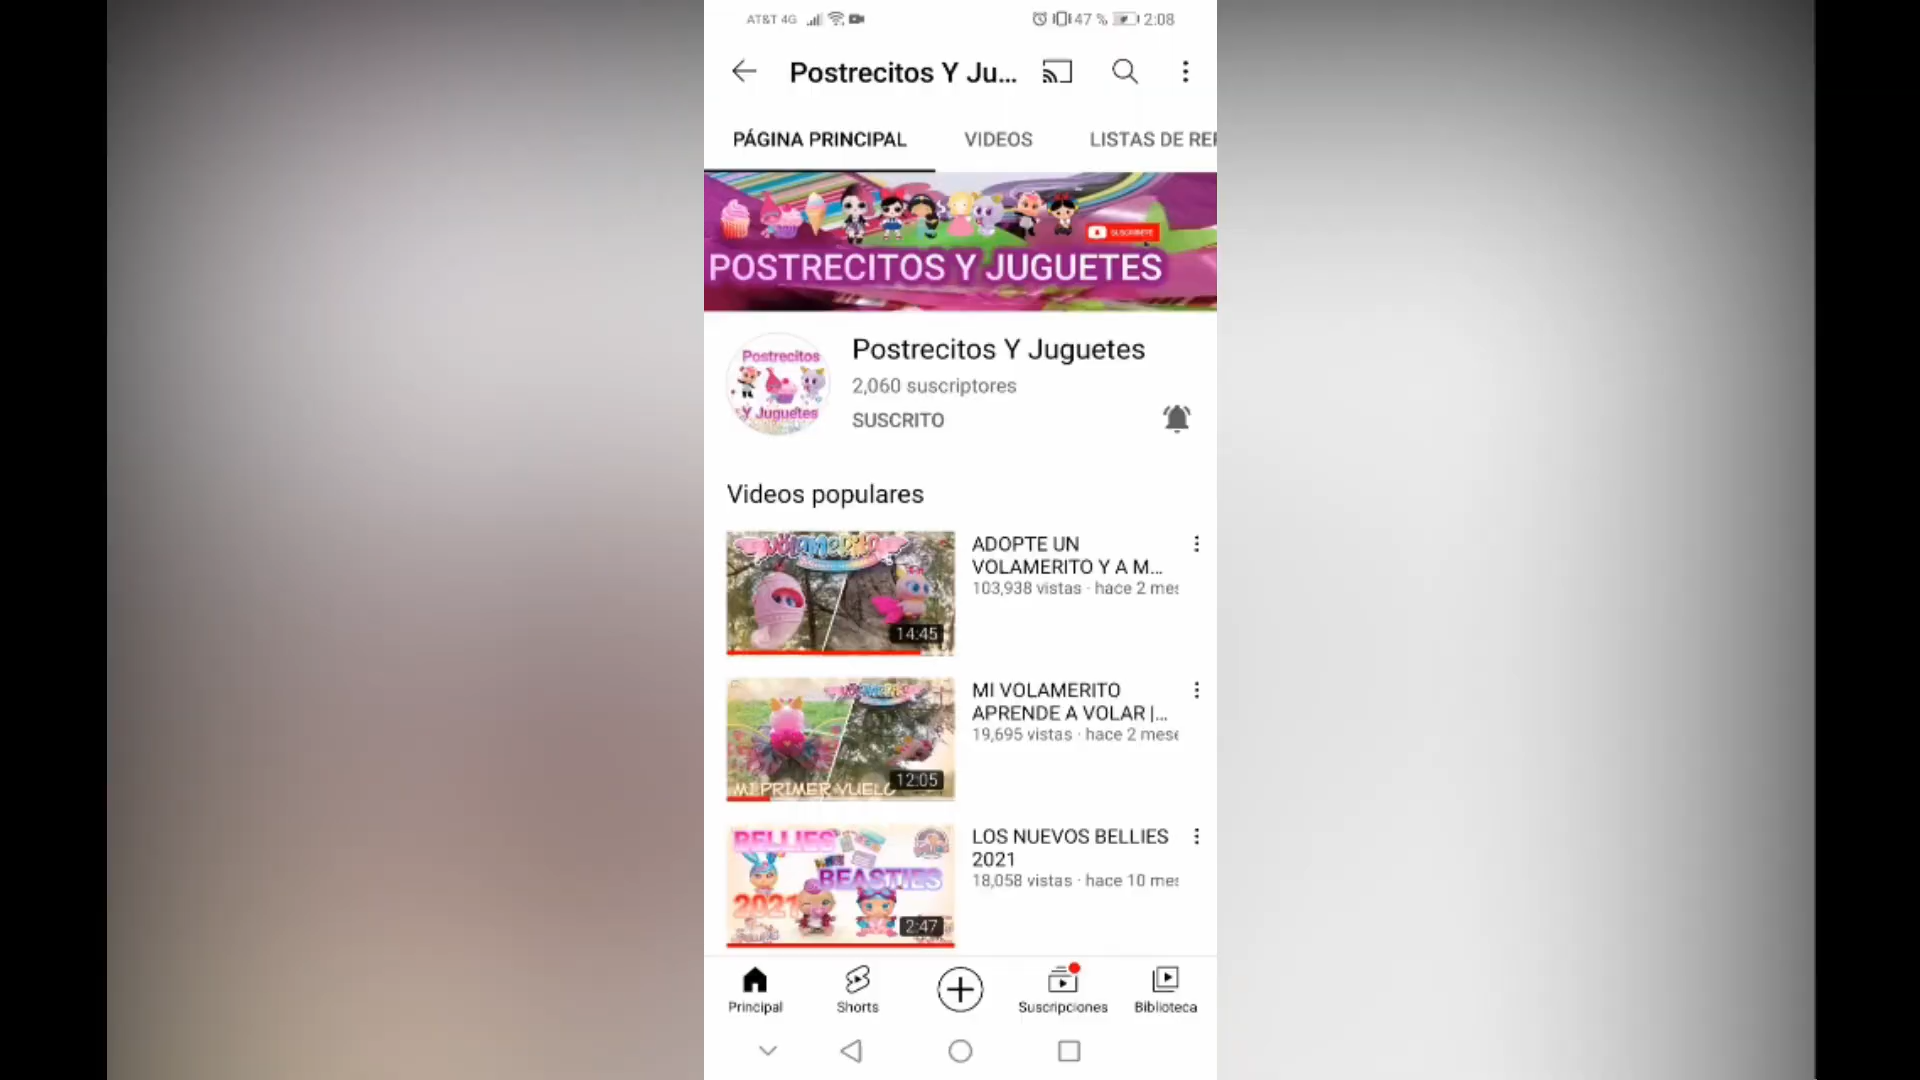 AT&T 4G
47 % 2:08
Postrecitos Y Ju...
PÁGINA PRINCIPAL VIDEOS LISTAS DE REP
SUSCRIBETE
POSTRECITOS Y JUGUETES
Postrecitos
Y Juguetes
Postrecitos Y Juguetes
2,060 suscriptores
SUSCRITO
Videos populares
Volamerito
14:45
ADOPTE UN
VOLAMERITO Y A M...
103,938 vistas · hace 2 mes
MI PRIMER VUELO
12:05
MI VOLAMERITO
APRENDE A VOLAR |...
19,695 vistas · hace 2 mese
BELLIES
BEASTIES
2021
2:47
LOS NUEVOS BELLIES
2021
18,058 vistas · hace 10 mes
Principal
Shorts
Suscripciones
Biblioteca